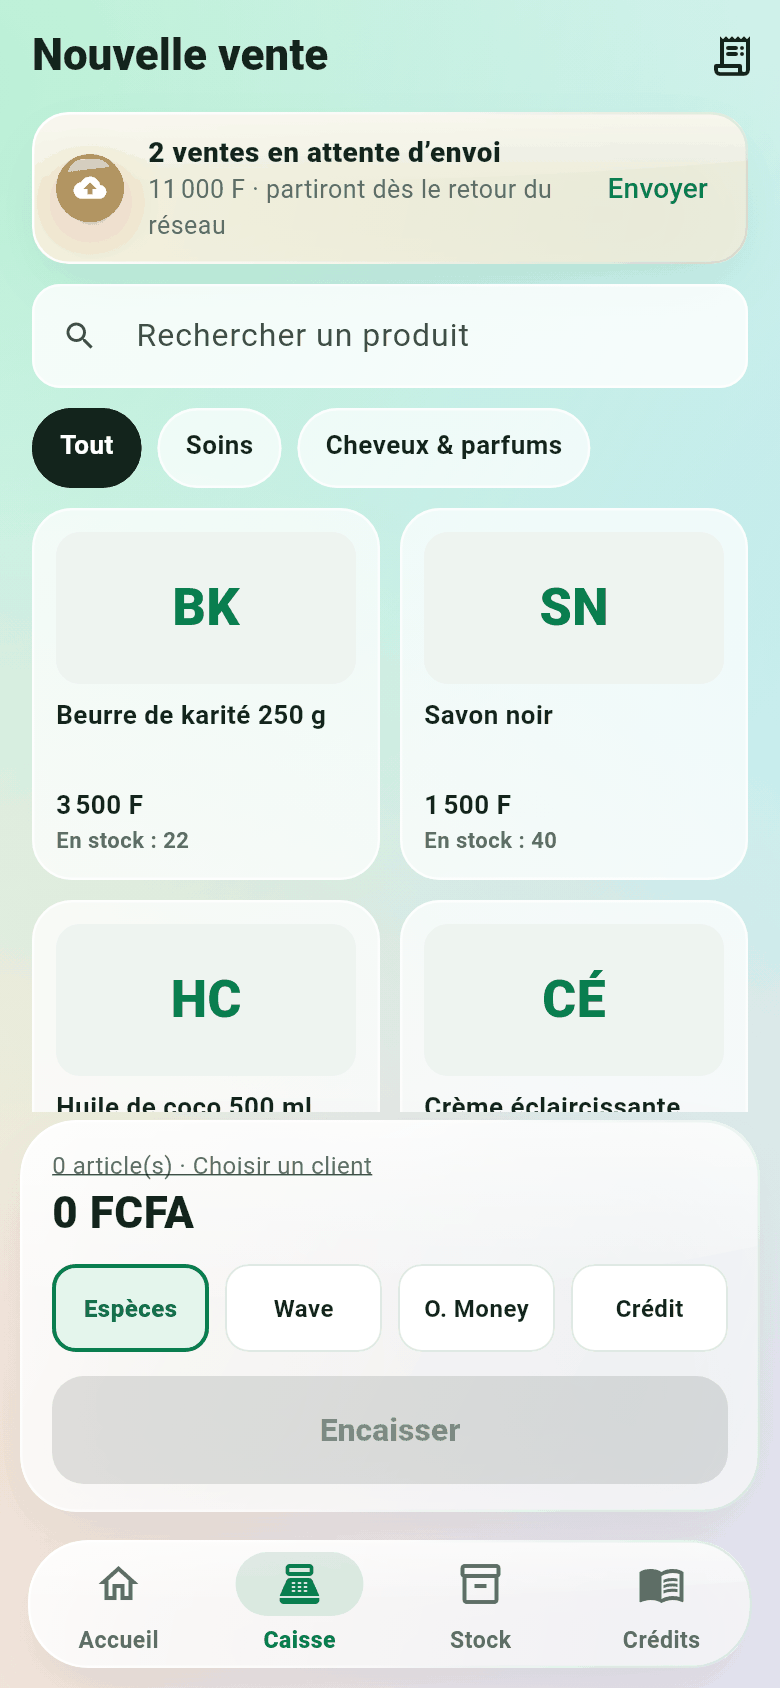 Nouvelle vente
2 ventes en attente d’envoi
11 000 F · partiront dès le retour du
réseau
Envoyer
Rechercher un produit
Tout
Soins
Cheveux & parfums
BK
SN
Beurre de karité 250 g
Savon noir
3 500 F
1 500 F
En stock : 22
En stock : 40
HC
CÉ
Huile de coco 500 ml
Crème éclaircissante
0 article(s) · Choisir un client
0 FCFA
Espèces
Wave
O. Money
Crédit
Encaisser
Accueil
Caisse
Stock
Crédits